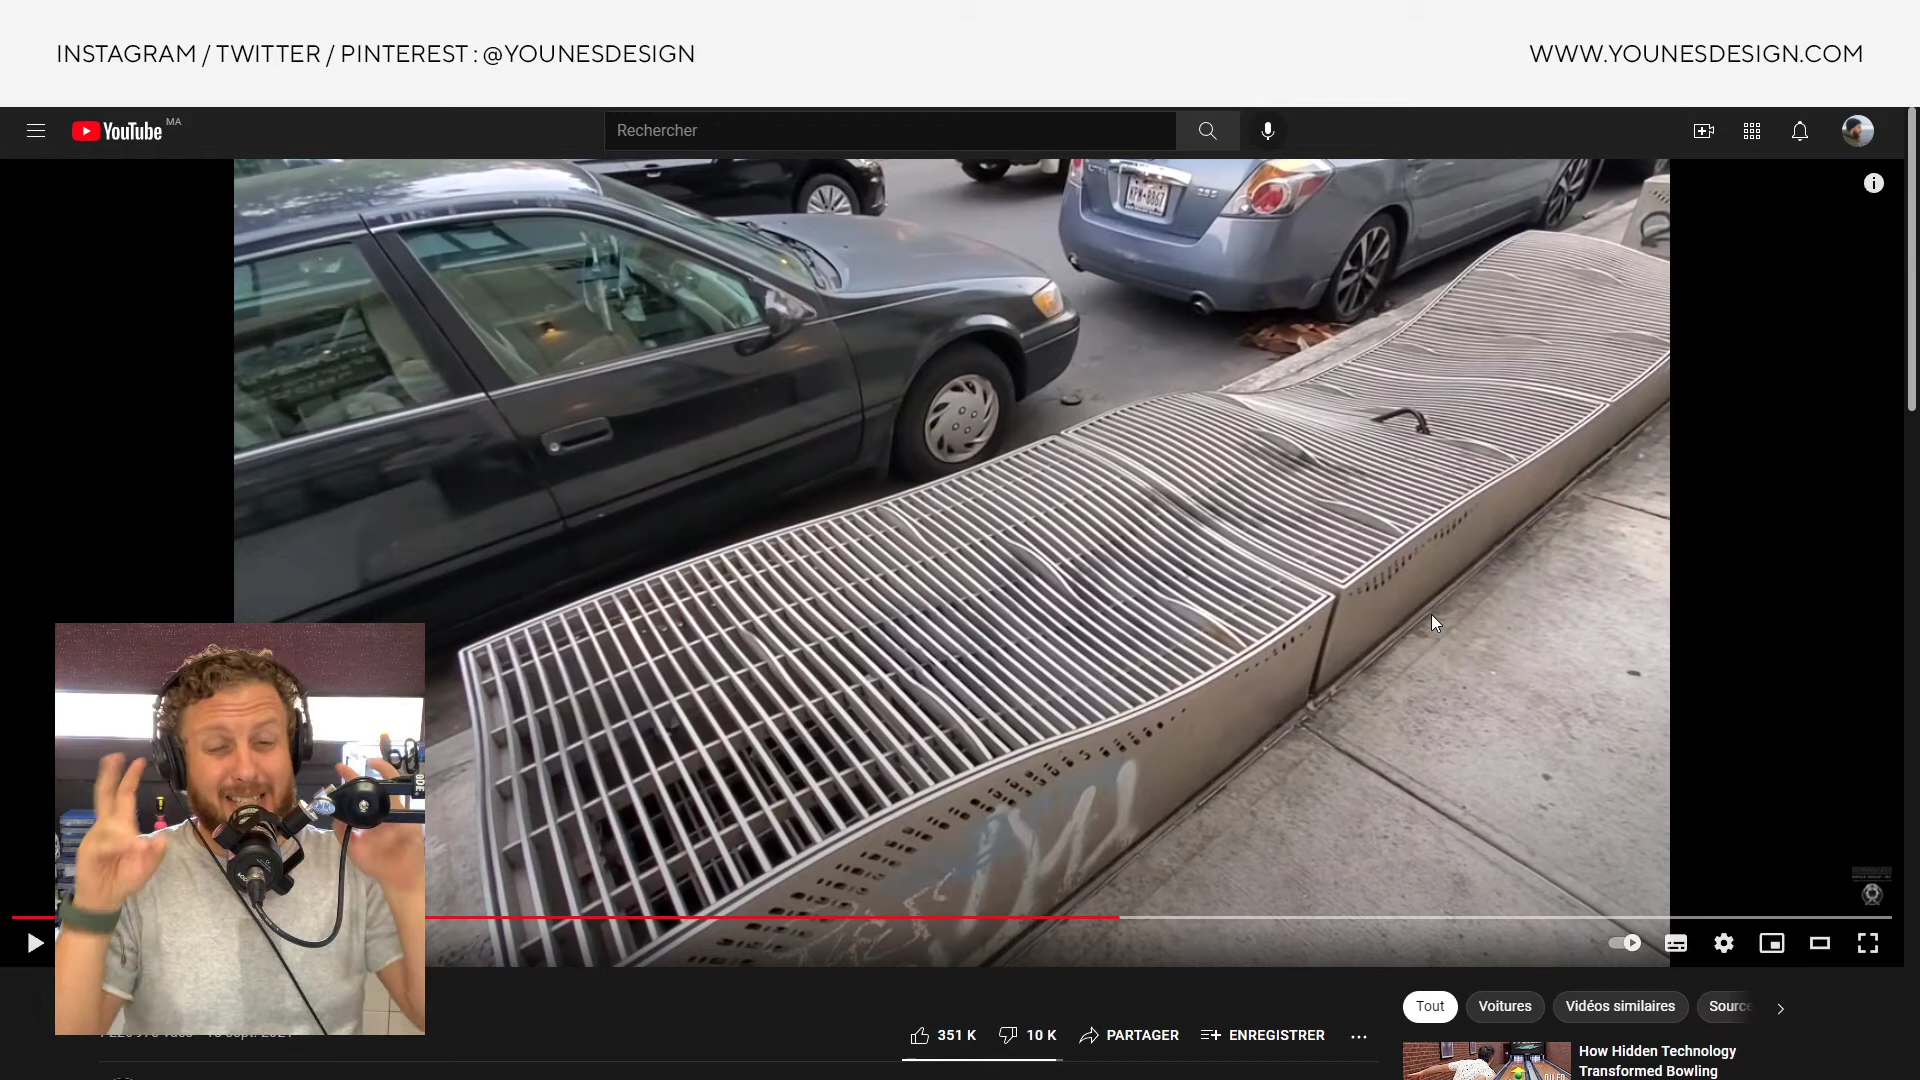 INSTAGRAM / TWITTER / PINTEREST : @YOUNESDESIGN
WWW.YOUNESDESIGN.COM
YouTube MA
Rechercher
351 K
10 K
PARTAGER
ENREGISTRER
Tout
Voitures
Vidéos similaires
How Hidden Technology
Transformed Bowling